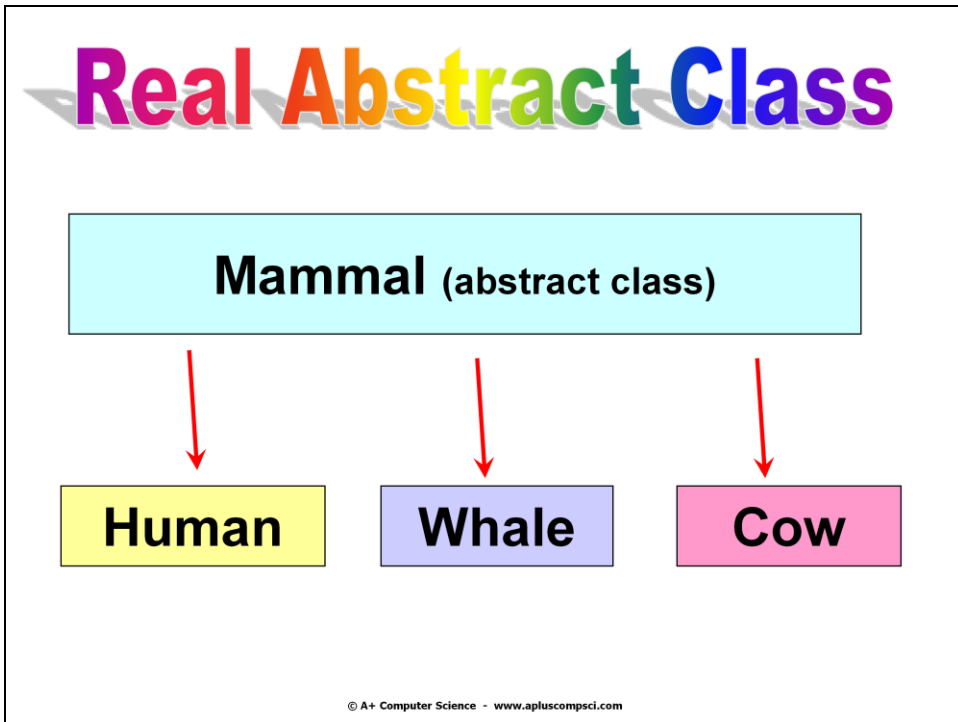 Real Abstract Class
Mammal (abstract class)
Human Whale Cow
© A+ Computer Science - www.apluscompsci.com